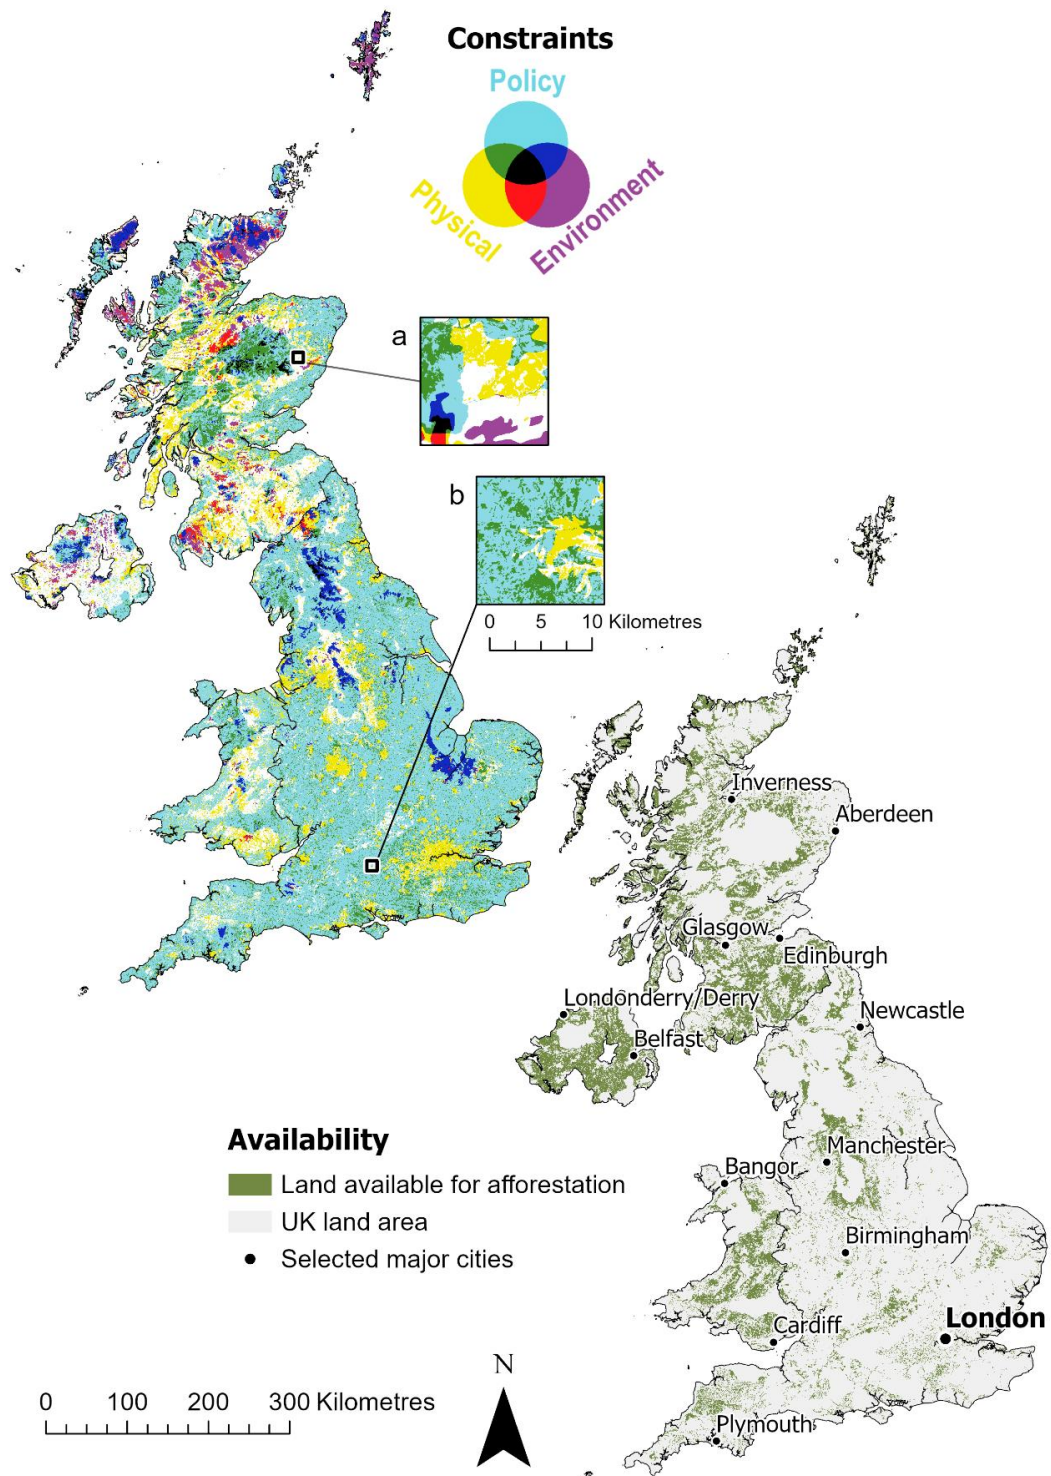 Constraints
Policy
Physical
Environment
a
b
0 5 10 Kilometres
Inverness
Aberdeen
Glasgow
Edinburgh
Londonderry/Derry
Newcastle
Belfast
Availability
Land available for afforestation
UK land area
Selected major cities
Manchester
Bangor
Birmingham
London
Cardiff
Plymouth
N
0 100 200 300 Kilometres